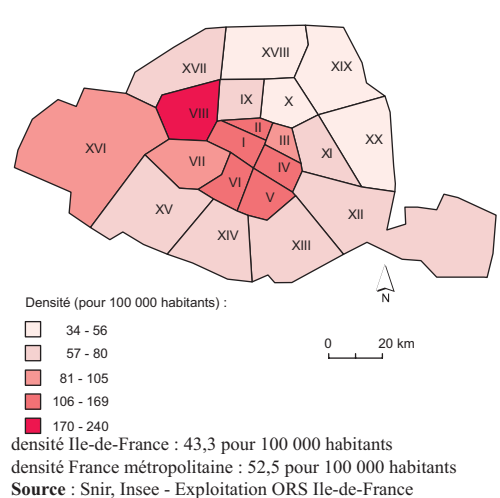 XVIII
XIX
XVII
IX
X
VIII
II
I
III
XI
XX
XVI
VII
IV
VI
V
XV
XII
XIV
XIII
N
Densité (pour 100 000 habitants) :
34 - 56
57 - 80
81 - 105
106 - 169
170 - 240
0 20 km
densité Ile-de-France : 43,3 pour 100 000 habitants
densité France métropolitaine : 52,5 pour 100 000 habitants
Source : Snir, Insee - Exploitation ORS Ile-de-France